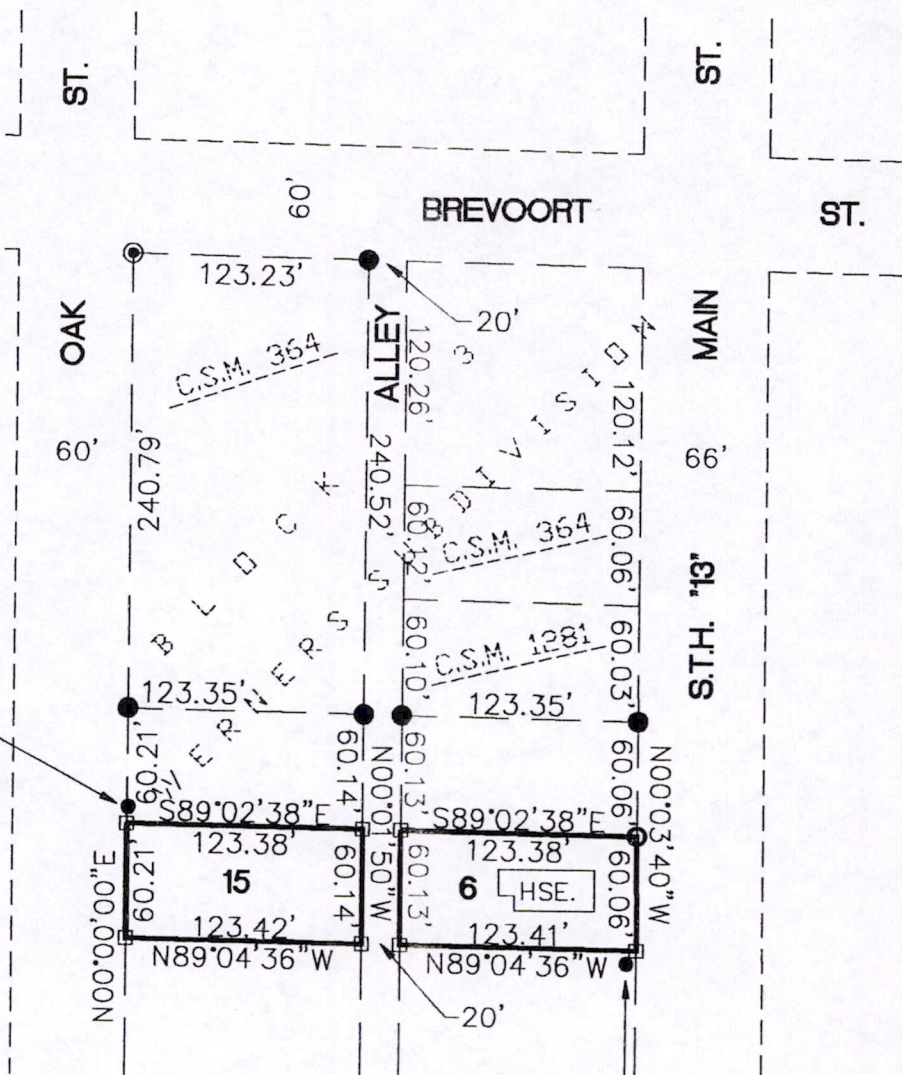 ST.
ST.
60'
BREVOORT
ST.
123.23'
20'
OAK
ALLEY
MAIN
C.S.M. 364
120.26'
3
120.12'
60'
240.79'
240.52'
66'
BLOCK
VERNERS SUBDIVISION
60.12'
C.S.M. 364
60.06'
S.T.H. "13"
60.10'
C.S.M. 1281
60.03'
123.35'
123.35'
60.21'
60.14'
60.13'
60.06'
S89°02'38"E
S89°02'38"E
123.38'
123.38'
N00°00'00"E
60.21'
15
60.14'
N00°01'50"W
60.13'
6
HSE.
60.06'
N00°03'40"W
123.42'
123.41'
N89°04'36"W
N89°04'36"W
20'